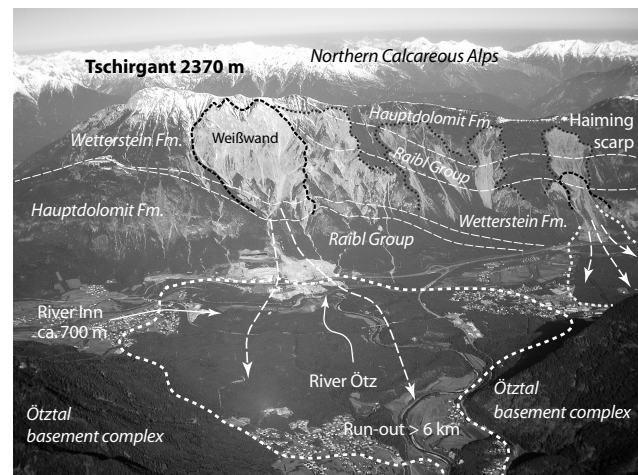 Northern Calcareous Alps
Tschirgant 2370 m
Hauptdolomit Fm.
Haiming
scarp
Wetterstein Fm.
Weißwand
Raibl Group
Hauptdolomit Fm.
Wetterstein Fm.
Raibl Group
River Inn
ca. 700 m
River Ötz
Ötztal
basement complex
Ötztal
basement complex
Run-out > 6 km